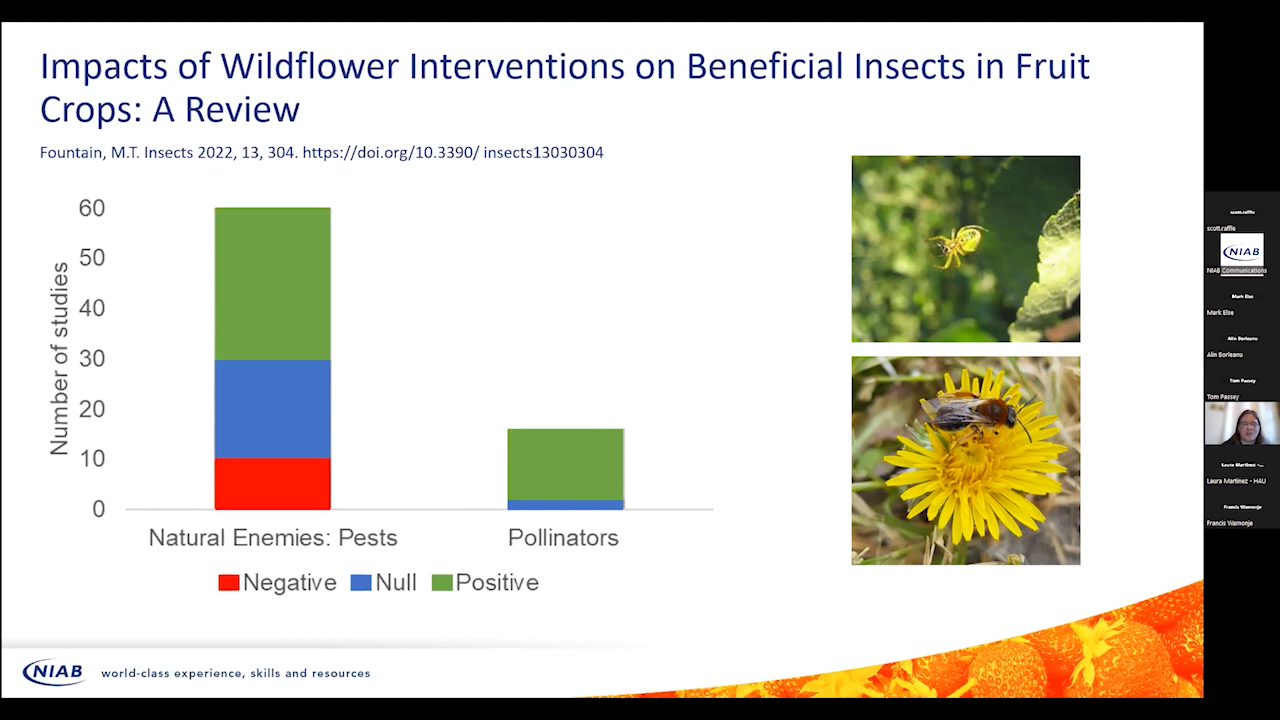 Impacts of Wildflower Interventions on Beneficial Insects in Fruit
Crops: A Review
Fountain, M.T. Insects 2022, 13, 304. https://doi.org/10.3390/ insects13030304
Number of studies
60
50
40
30
20
10
0
Natural Enemies: Pests
Pollinators
Negative
Null
Positive
NIAB
world-class experience, skills and resources
scott.raffle
scott.raffle
NIAB
NIAB Communications
Mark Else
Mark Else
Alin Borleanu
Alin Borleanu
Tom Passey
Tom Passey
Laura Martinez -...
Laura Martinez - HAU
Francis Wamonje
Francis Wamonje